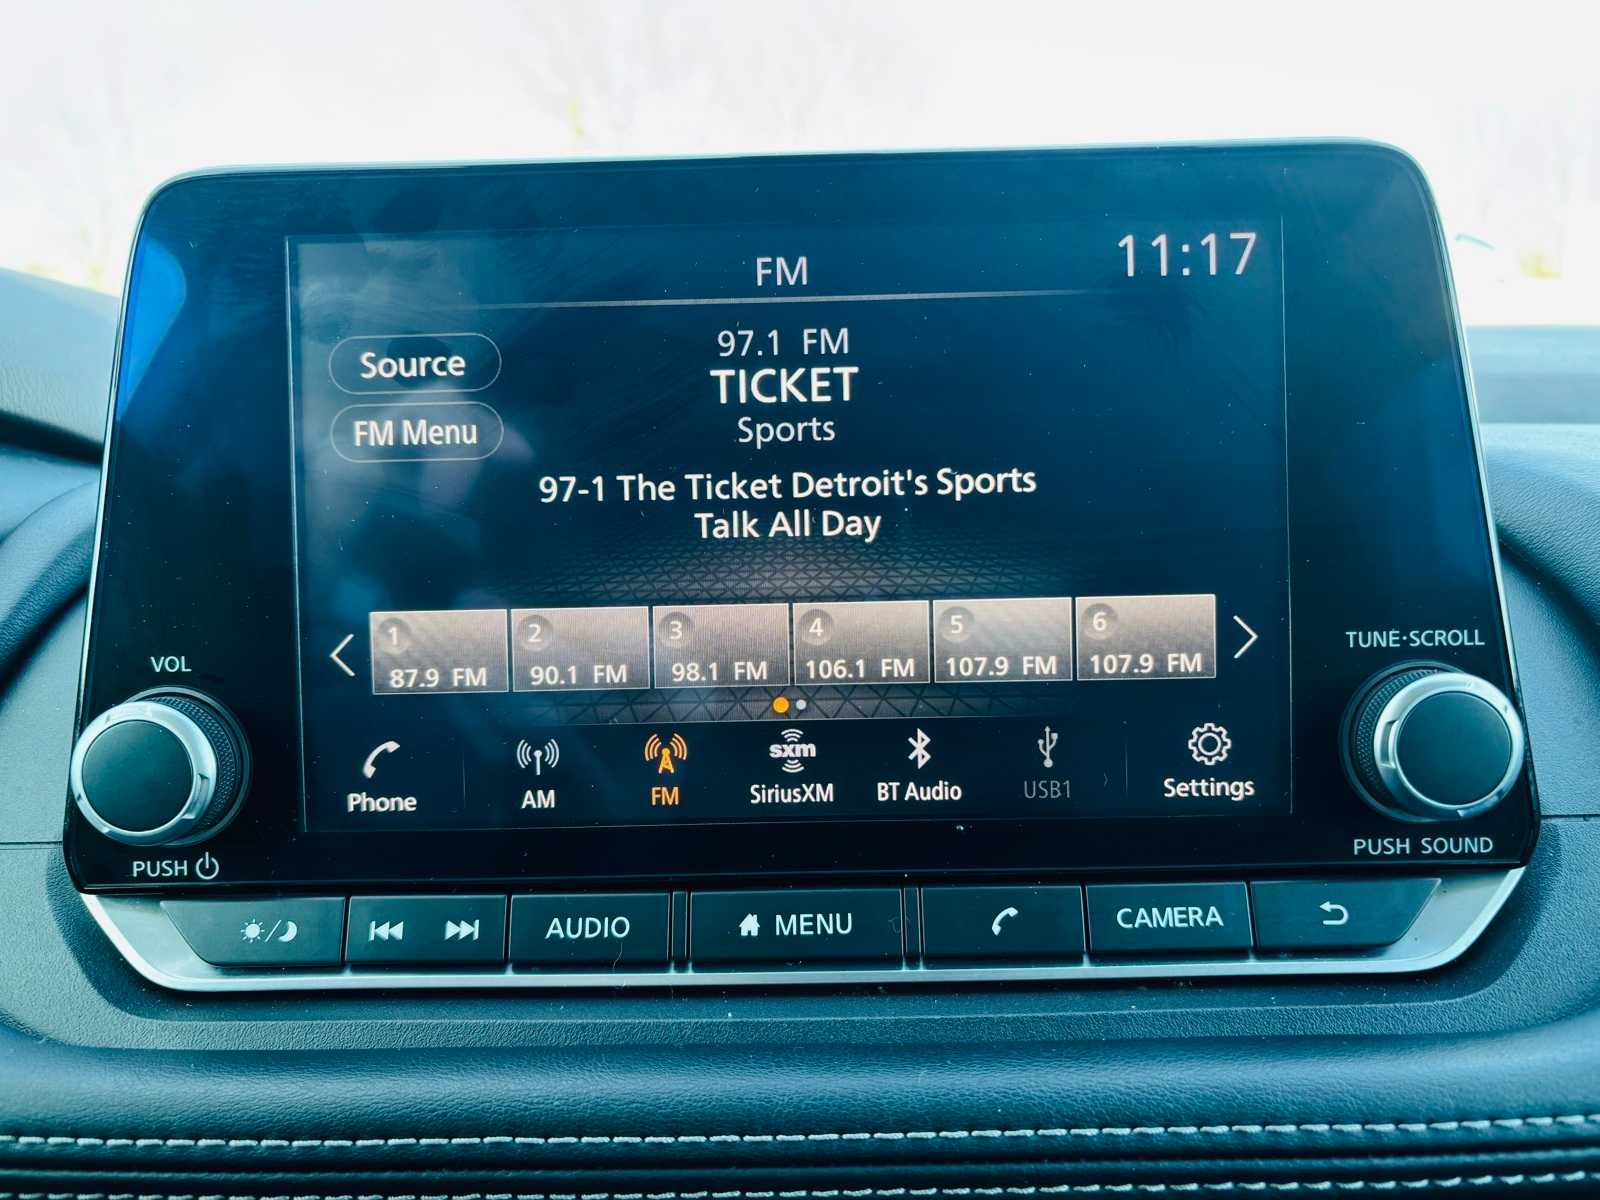 FM
11:17
Source
FM Menu
97.1 FM
TICKET
Sports
97-1 The Ticket Detroit's Sports
Talk All Day
1
87.9 FM
2
90.1 FM
3
98.1 FM
4
106.1 FM
5
107.9 FM
6
107.9 FM
VOL
TUNE·SCROLL
Phone
AM
FM
sxm
SiriusXM
BT Audio
USB1
Settings
PUSH
PUSH SOUND
AUDIO
MENU
CAMERA